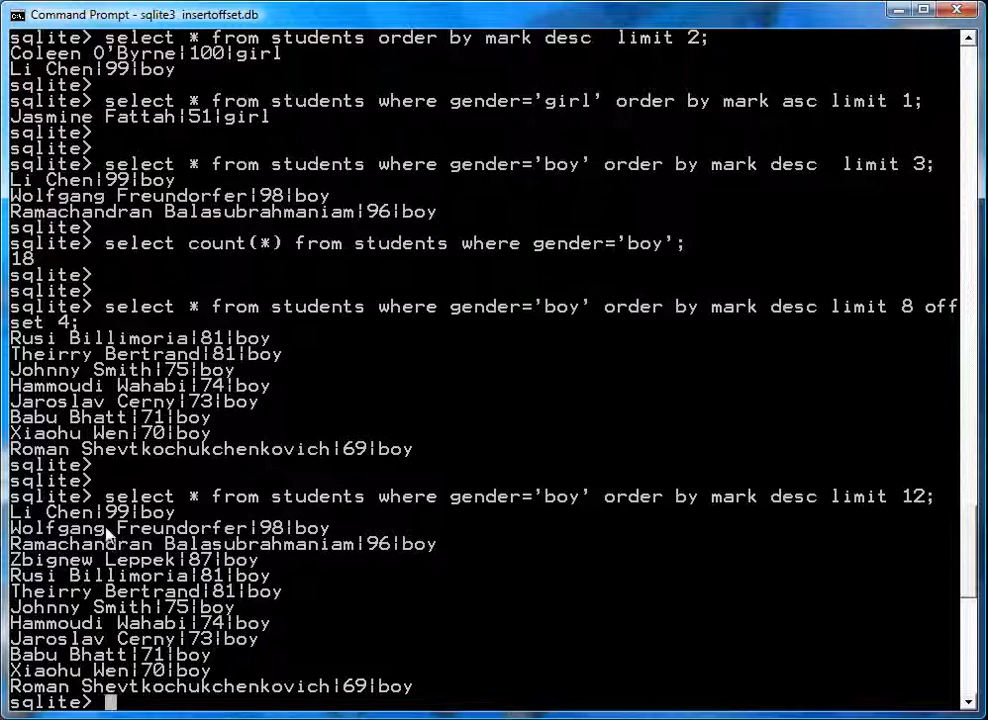 Command Prompt - sqlite3 insertoffset.db
sqlite> select * from students order by mark desc  limit 2;
Coleen O'Byrne|100|girl
Li Chen|99|boy
sqlite>
sqlite> select * from students where gender='girl' order by mark asc limit 1;
Jasmine Fattah|51|girl
sqlite>
sqlite>
sqlite> select * from students where gender='boy' order by mark desc  limit 3;
Li Chen|99|boy
Wolfgang Freundorfer|98|boy
Ramachandran Balasubrahmaniam|96|boy
sqlite>
sqlite> select count(*) from students where gender='boy';
18
sqlite>
sqlite>
sqlite> select * from students where gender='boy' order by mark desc limit 8 off
set 4;
Rusi Billimoria|81|boy
Theirry Bertrand|81|boy
Johnny Smith|75|boy
Hammoudi Wahabi|74|boy
Jaroslav Cerny|73|boy
Babu Bhatt|71|boy
Xiaohu Wen|70|boy
Roman Shevtkochukchenkovich|69|boy
sqlite>
sqlite>
sqlite> select * from students where gender='boy' order by mark desc limit 12;
Li Chen|99|boy
Wolfgang Freundorfer|98|boy
Ramachandran Balasubrahmaniam|96|boy
Zbignew Leppek|87|boy
Rusi Billimoria|81|boy
Theirry Bertrand|81|boy
Johnny Smith|75|boy
Hammoudi Wahabi|74|boy
Jaroslav Cerny|73|boy
Babu Bhatt|71|boy
Xiaohu Wen|70|boy
Roman Shevtkochukchenkovich|69|boy
sqlite>